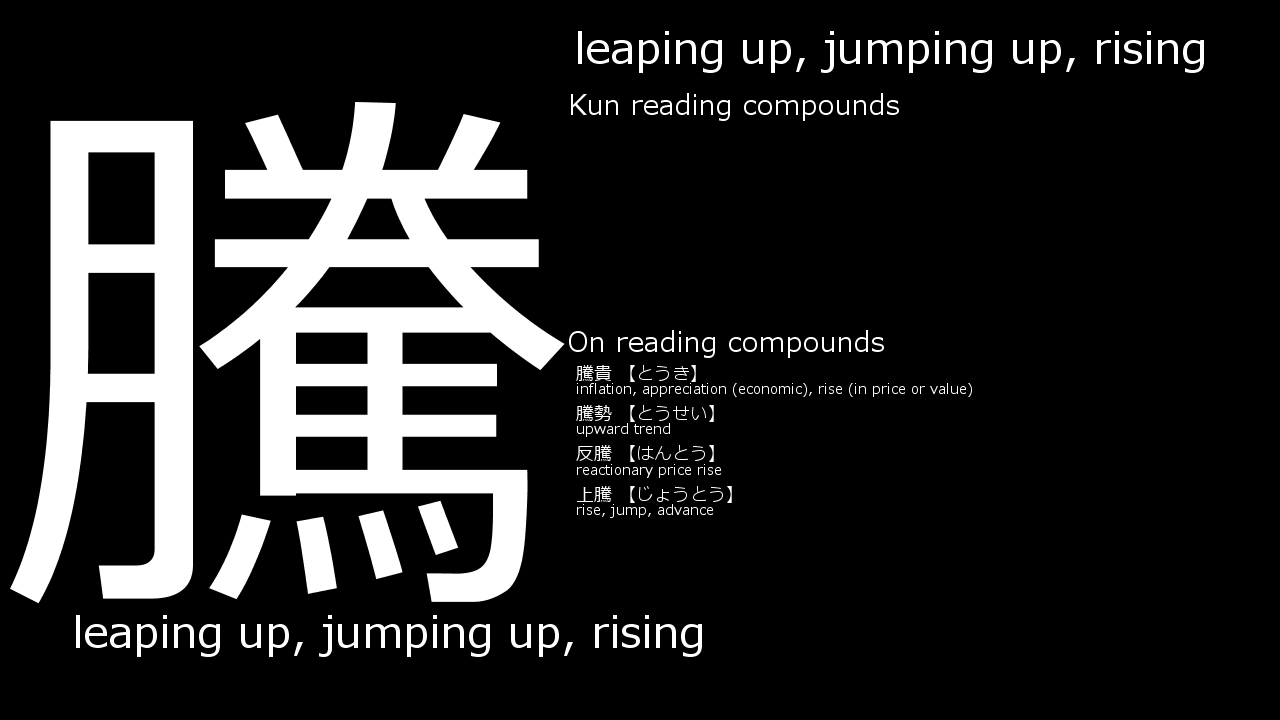 騰
leaping up, jumping up, rising
leaping up, jumping up, rising
Kun reading compounds
On reading compounds
騰貴 【とうき】
inflation, appreciation (economic), rise (in price or value)
騰勢 【とうせい】
upward trend
反騰 【はんとう】
reactionary price rise
上騰 【じょうとう】
rise, jump, advance